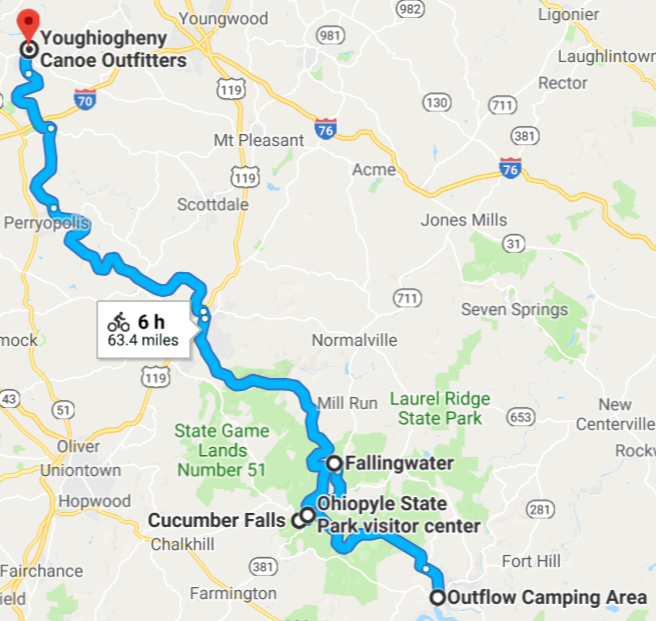 Youngwood
982
Ligonier
981
Youghiogheny
Canoe Outfitters
Laughlintown
Rector
70
119
130
711
381
76
Mt Pleasant
76
Acme
119
Scottdale
Perryopolis
Jones Mills
31
711
6 h
63.4 miles
Seven Springs
mock
Normalville
119
43
51
Mill Run
Laurel Ridge
State Park
653
New
Centerville
State Game
Lands
Number 51
Oliver
Rockw
Uniontown
Fallingwater
Hopwood
281
Ohiopyle State
Park visitor center
Cucumber Falls
Chalkhill
381
Fort Hill
Fairchance
Farmington
ield
Outflow Camping Area